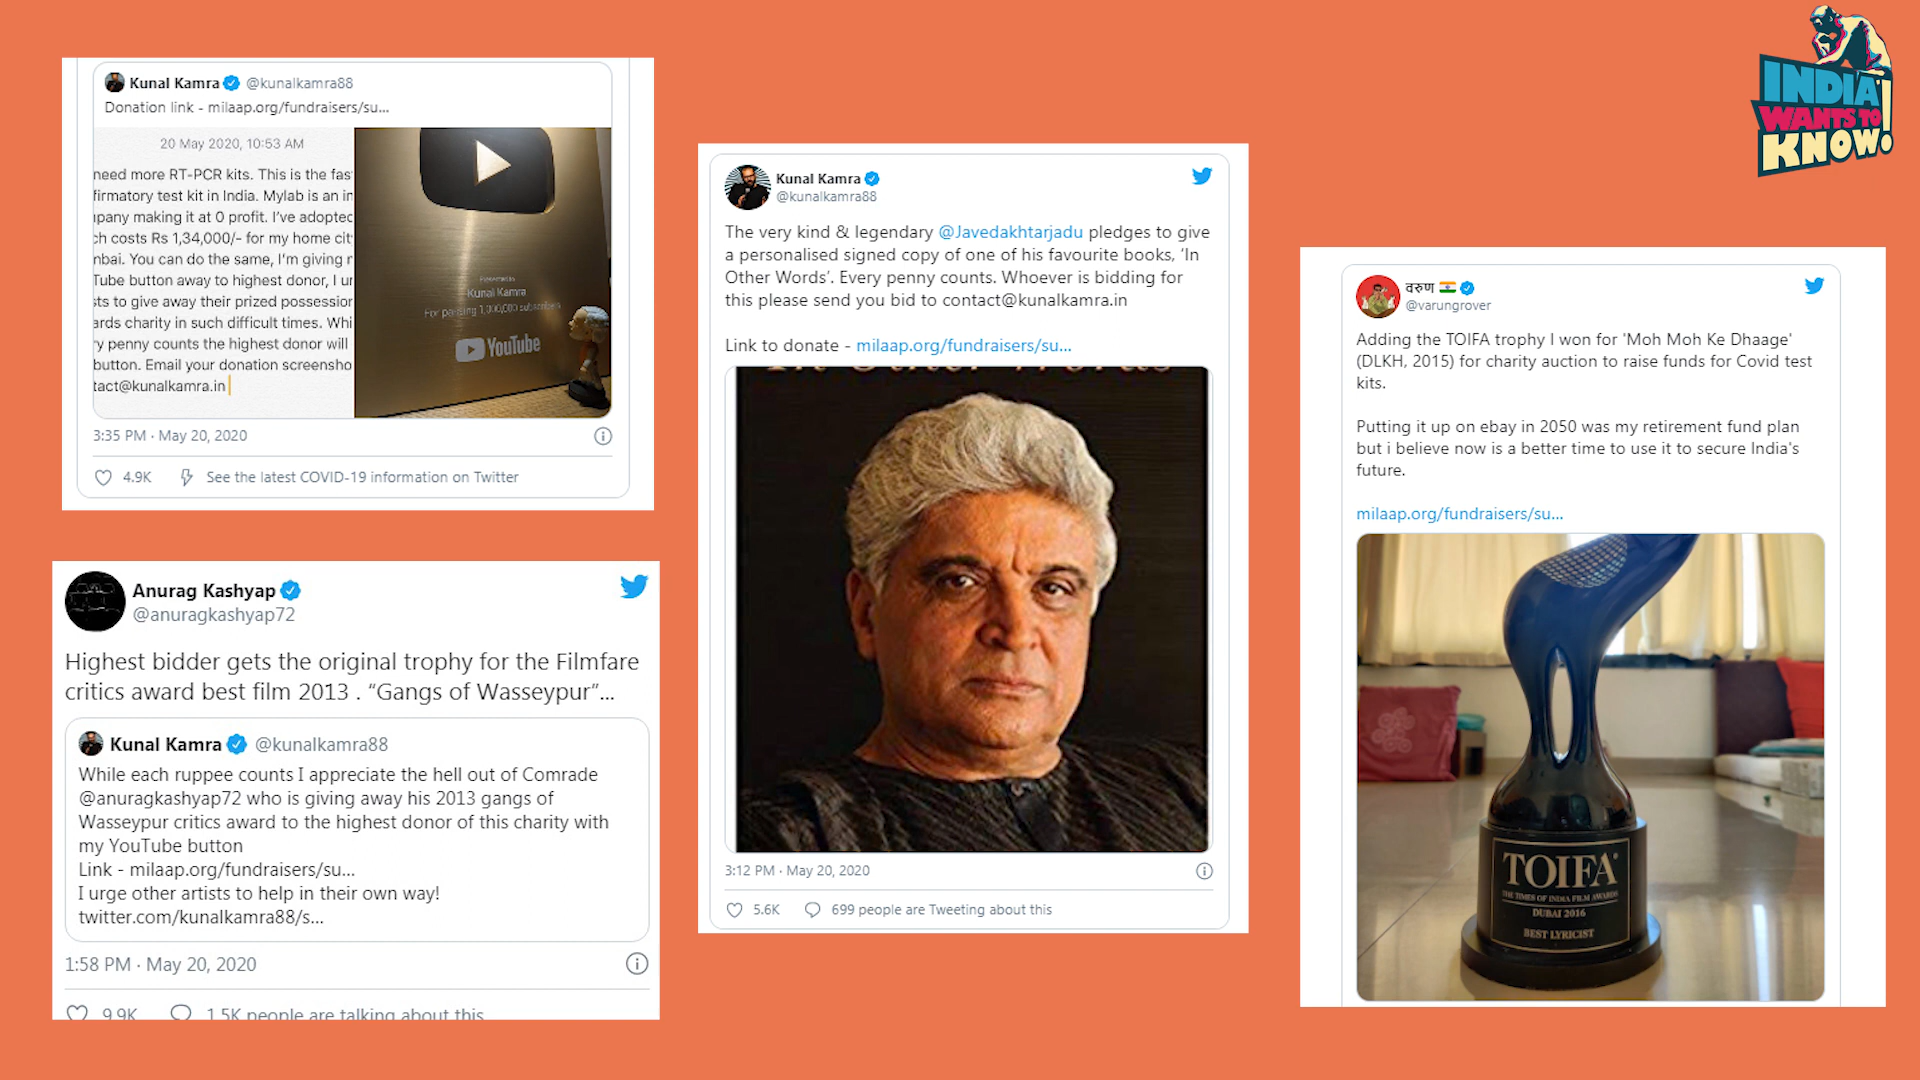 Kunal Kamra @kunalkamra88
Donation link - milaap.org/fundraisers/su...
20 May 2020, 10:53 AM
need more RT-PCR kits. This is the fas
firmatory test kit in India. Mylab is an in
pany making it at 0 profit. I've adopted
ch costs Rs 1,34,000/- for my home cit
nbai. You can do the same, I'm giving
Tube button away to highest donor, I ur
sts to give away their prized possession
ards charity in such difficult times. Whi
y penny counts the highest donor will
button. Email your donation screensho
tact@kunalkamra.in
Presented to
Kunal Kamra
For passing 1,000,000 subscribers
YouTube
3:35 PM · May 20, 2020
4.9K See the latest COVID-19 information on Twitter
Anurag Kashyap
@anuragkashyap72
Highest bidder gets the original trophy for the Filmfare
critics award best film 2013 . “Gangs of Wasseypur”...
Kunal Kamra @kunalkamra88
While each ruppee counts I appreciate the hell out of Comrade
@anuragkashyap72 who is giving away his 2013 gangs of
Wasseypur critics award to the highest donor of this charity with
my YouTube button
Link - milaap.org/fundraisers/su...
I urge other artists to help in their own way!
twitter.com/kunalkamra88/s...
1:58 PM · May 20, 2020
9.9K 1.5K people are talking about this
Kunal Kamra
@kunalkamra88
The very kind & legendary @Javedakhtarjadu pledges to give
a personalised signed copy of one of his favourite books, ‘In
Other Words’. Every penny counts. Whoever is bidding for
this please send you bid to contact@kunalkamra.in
Link to donate - milaap.org/fundraisers/su...
In Other Words
3:12 PM · May 20, 2020
5.6K 699 people are Tweeting about this
वरुण
@varungrover
Adding the TOIFA trophy I won for 'Moh Moh Ke Dhaage'
(DLKH, 2015) for charity auction to raise funds for Covid test
kits.
Putting it up on ebay in 2050 was my retirement fund plan
but i believe now is a better time to use it to secure India's
future.
milaap.org/fundraisers/su...
TOIFA
THE TIMES OF INDIA FILM AWARDS
DUBAI 2016
BEST LYRICIST
INDIA
WANTS TO
KNOW!